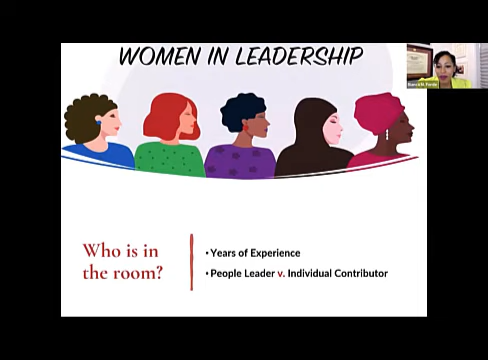 WOMEN IN LEADERSHIP
Who is in
the room?
• Years of Experience
• People Leader v. Individual Contributor